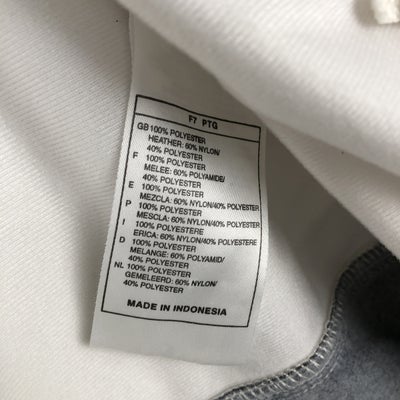 F7 PTG
GB 100% POLYESTER
HEATHER: 60% NYLON/
40% POLYESTER
F 100% POLYESTER
MELEE: 60% POLYAMIDE/
40% POLYESTER
E 100% POLYESTER
MEZCLA: 60% NYLON/40% POLYESTER
P 100% POLYESTER
MESCLA: 60% NYLON/40% POLYESTER
I 100% POLYESTERE
ERICA: 60% NYLON/40% POLYESTERE
D 100% POLYESTER
MELANGE: 60% POLYAMID/
40% POLYESTER
NL 100% POLYESTER
GEMELEERD: 60% NYLON/
40% POLYESTER
MADE IN INDONESIA